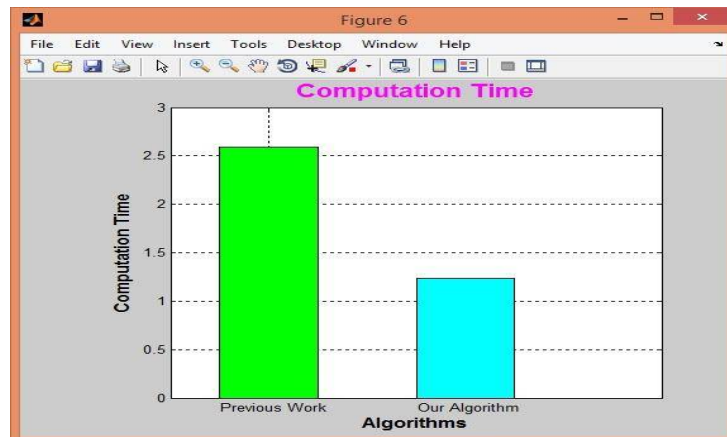 Figure 6
File Edit View Insert Tools Desktop Window Help
Computation Time
3
2.5
2
1.5
1
0.5
0
Computation Time
Previous Work Our Algorithm
Algorithms